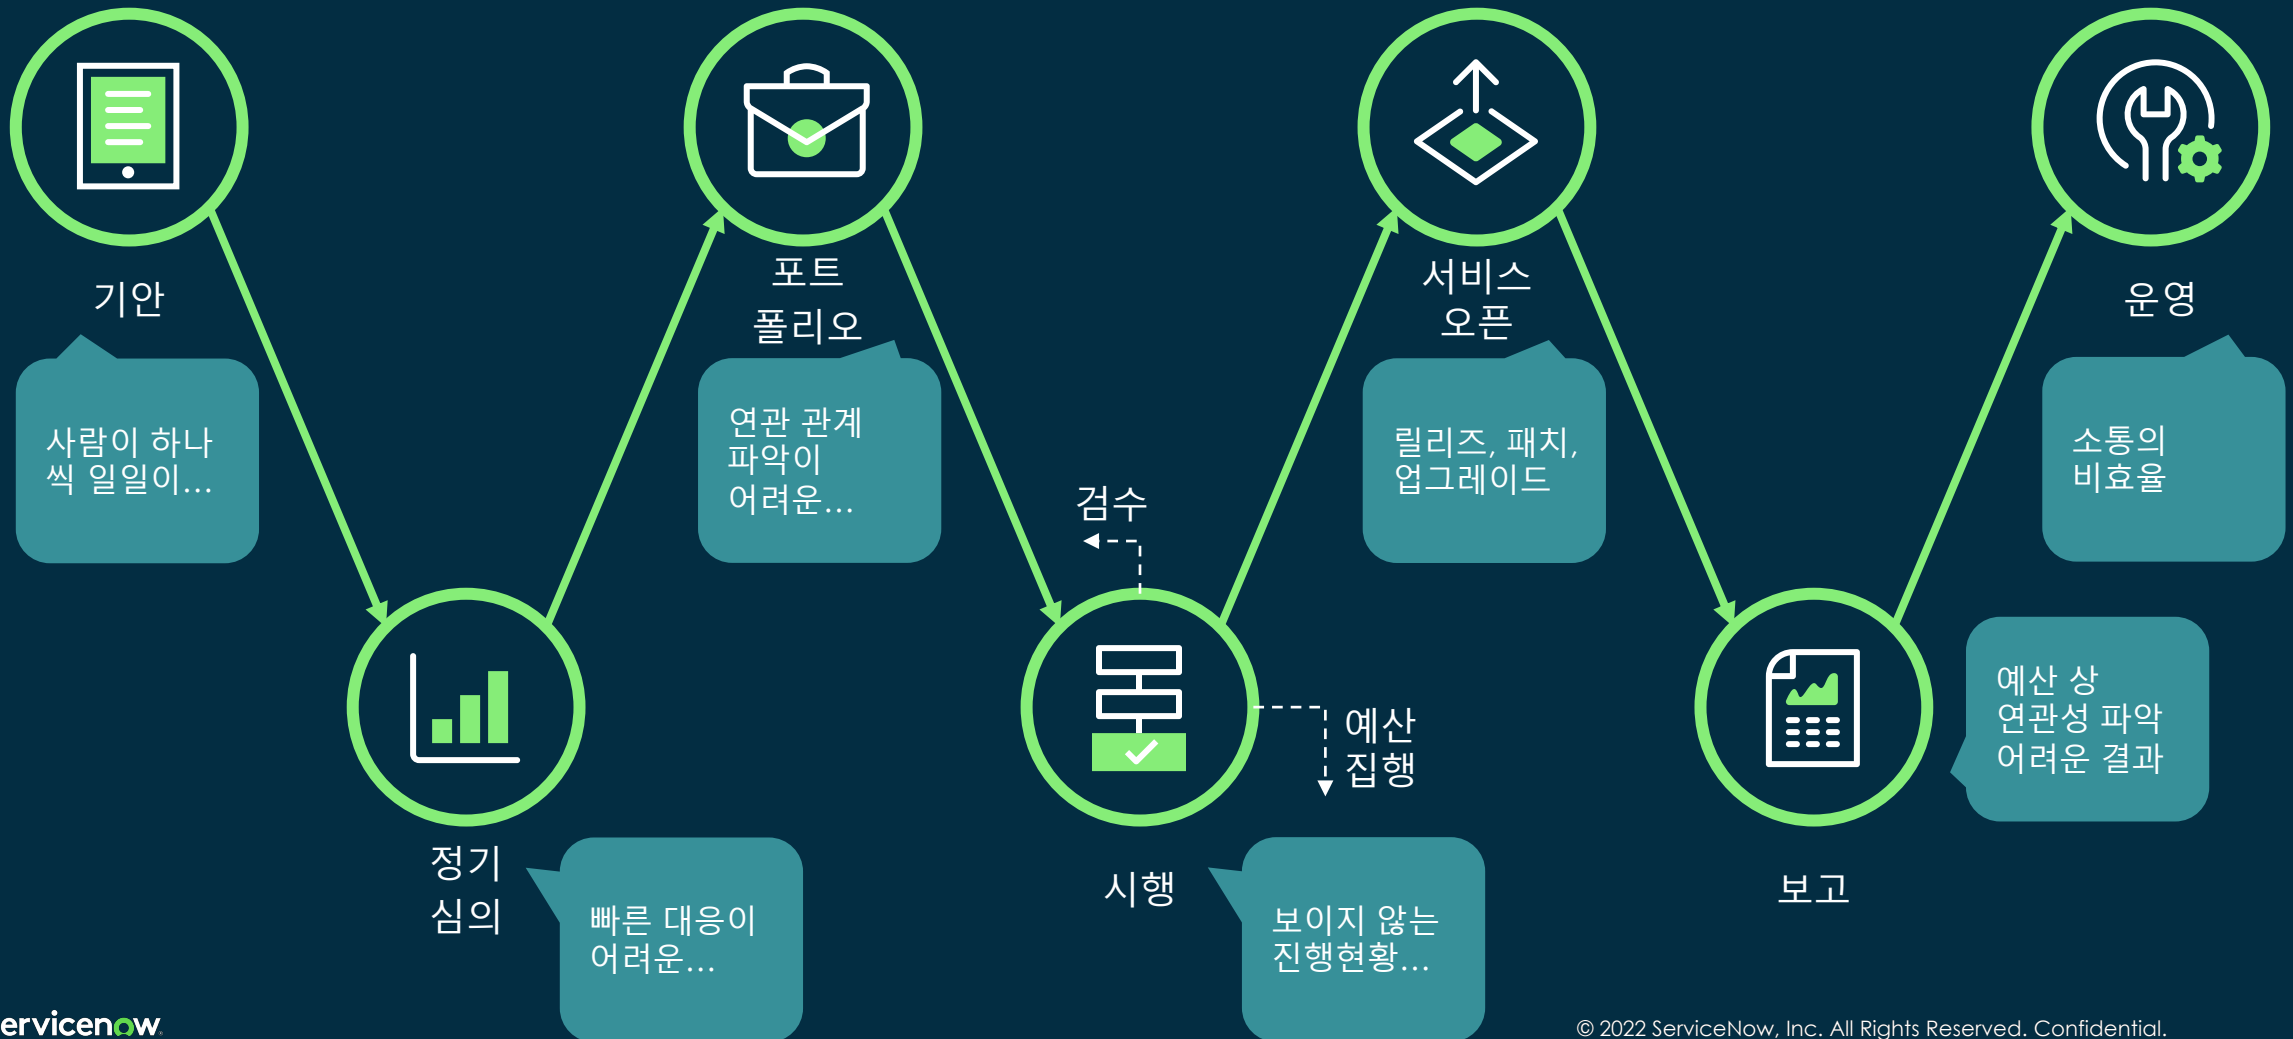 기안
사람이 하나
씩 일일이...
정기
심의
빠른 대응이
어려운...
포트
폴리오
연관 관계
파악이
어려운...
검수
예산
집행
시행
보이지 않는
진행현황...
서비스
오픈
릴리즈, 패치,
업그레이드
보고
예산 상
연관성 파악
어려운 결과
운영
소통의
비효율
ervicenow.
© 2022 ServiceNow, Inc. All Rights Reserved. Confidential.